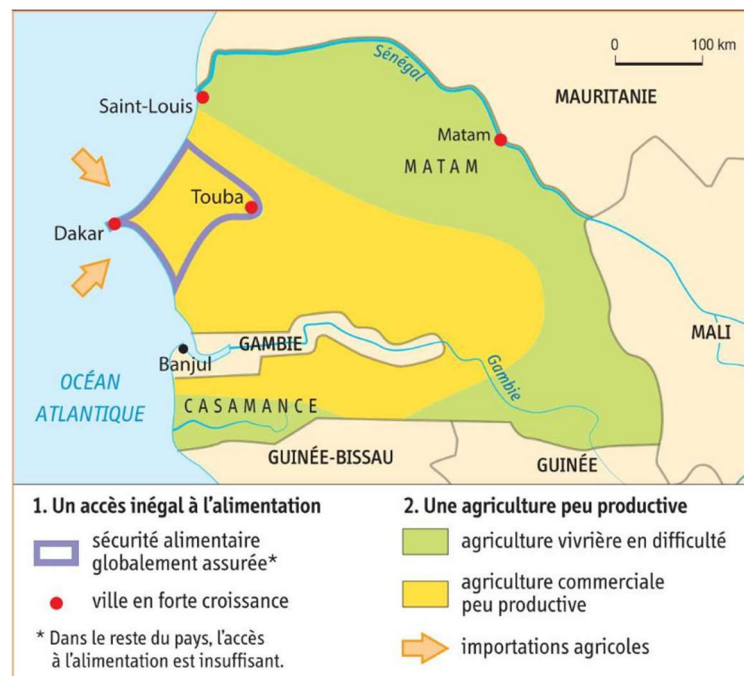 Sénégal
0 100 km
MAURITANIE
Saint-Louis
Matam
MATAM
Touba
Dakar
MALI
GAMBIE
Banjul
Gambie
OCÉAN
ATLANTIQUE
CASAMANCE
GUINÉE-BISSAU
GUINÉE
1. Un accès inégal à l'alimentation
sécurité alimentaire
globalement assurée*
ville en forte croissance
* Dans le reste du pays, l'accès
à l'alimentation est insuffisant.
2. Une agriculture peu productive
agriculture vivrière en difficulté
agriculture commerciale
peu productive
importations agricoles